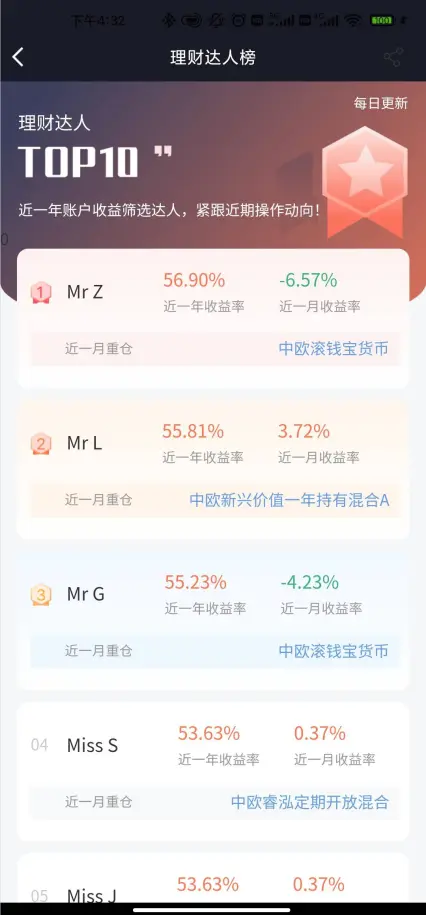 下午4:32
100
理财达人榜
每日更新
理财达人
TOP10 "
近一年账户收益筛选达人，紧跟近期操作动向！
0
1 Mr Z 56.90% -6.57%
近一年收益率 近一月收益率
近一月重仓 中欧滚钱宝货币
2 Mr L 55.81% 3.72%
近一年收益率 近一月收益率
近一月重仓 中欧新兴价值一年持有混合A
3 Mr G 55.23% -4.23%
近一年收益率 近一月收益率
近一月重仓 中欧滚钱宝货币
04 Miss S 53.63% 0.37%
近一年收益率 近一月收益率
近一月重仓 中欧睿泓定期开放混合
05 Miss J 53.63% 0.37%